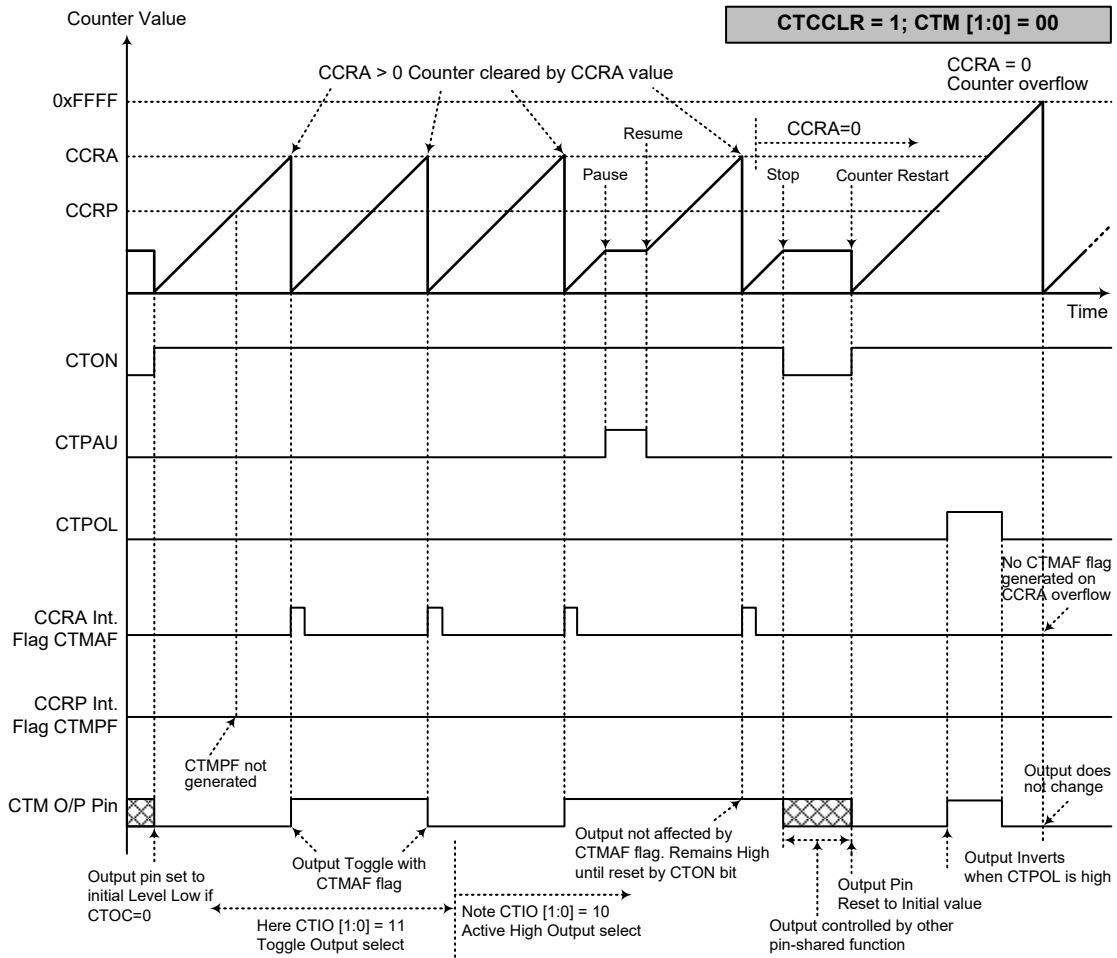 Counter Value
CTCCLR = 1; CTM [1:0] = 00
CCRA > 0 Counter cleared by CCRA value
CCRA = 0
Counter overflow
0xFFFF
CCRA
CCRP
Resume
CCRA=0
Pause
Stop
Counter Restart
Time
CTON
CTPAU
CTPOL
No CTMAF flag
generated on
CCRA overflow
CCRA Int.
Flag CTMAF
CCRP Int.
Flag CTMPF
CTMPF not
generated
CTM O/P Pin
Output does
not change
Output pin set to
initial Level Low if
CTOC=0
Output Toggle with
CTMAF flag
Here CTIO [1:0] = 11
Toggle Output select
Note CTIO [1:0] = 10
Active High Output select
Output not affected by
CTMAF flag. Remains High
until reset by CTON bit
Output controlled by other
pin-shared function
Output Pin
Reset to Initial value
Output Inverts
when CTPOL is high